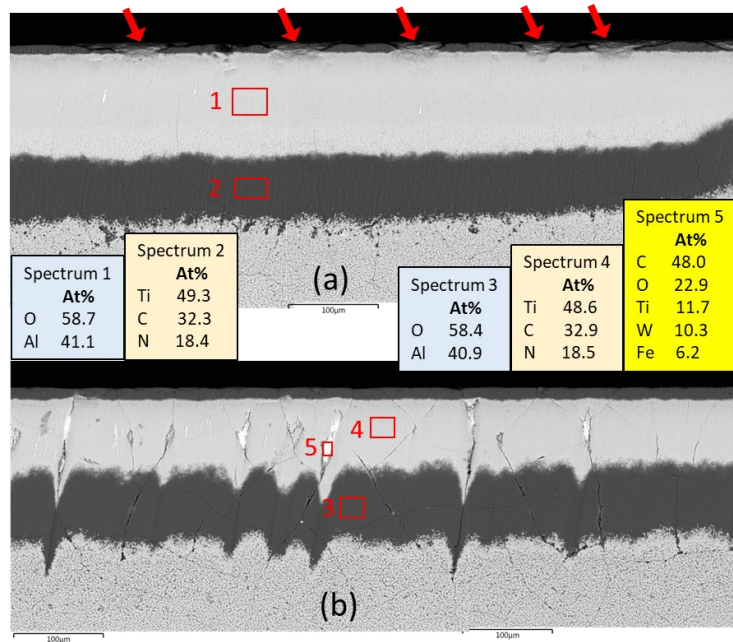 1
2
Spectrum 1
At%
O 58.7
Al 41.1
Spectrum 2
At%
Ti 49.3
C 32.3
N 18.4
(a)
100µm
Spectrum 3
At%
O 58.4
Al 40.9
Spectrum 4
At%
Ti 48.6
C 32.9
N 18.5
Spectrum 5
At%
C 48.0
O 22.9
Ti 11.7
W 10.3
Fe 6.2
4
5
3
(b)
100µm
100µm